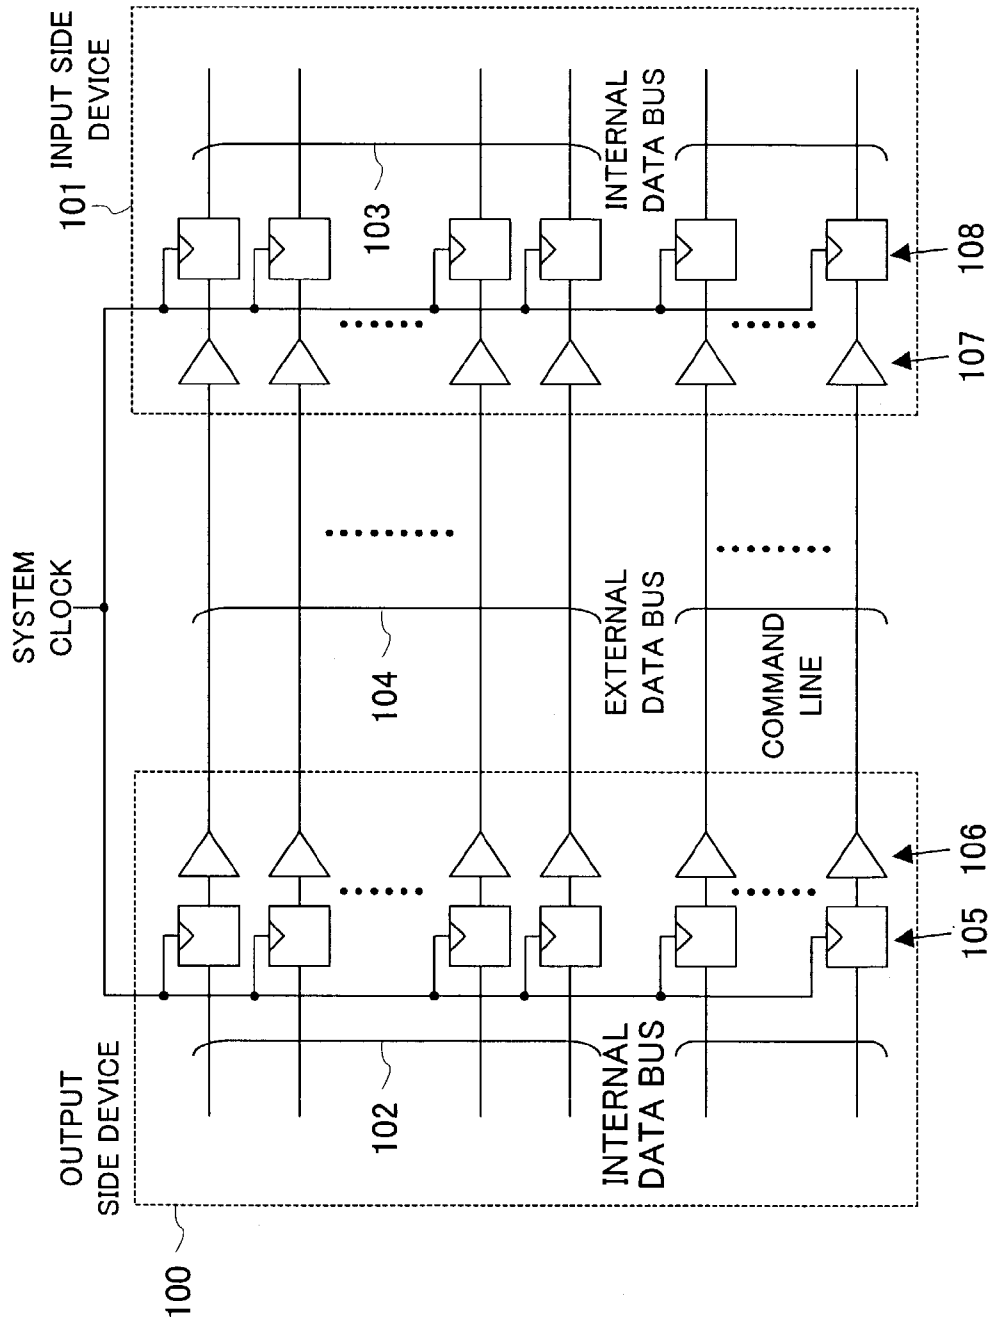 100
OUTPUT
SIDE DEVICE
SYSTEM
CLOCK
101
INPUT SIDE
DEVICE
102
104
103
INTERNAL
DATA BUS
EXTERNAL
DATA BUS
INTERNAL
DATA BUS
COMMAND
LINE
105
106
107
108